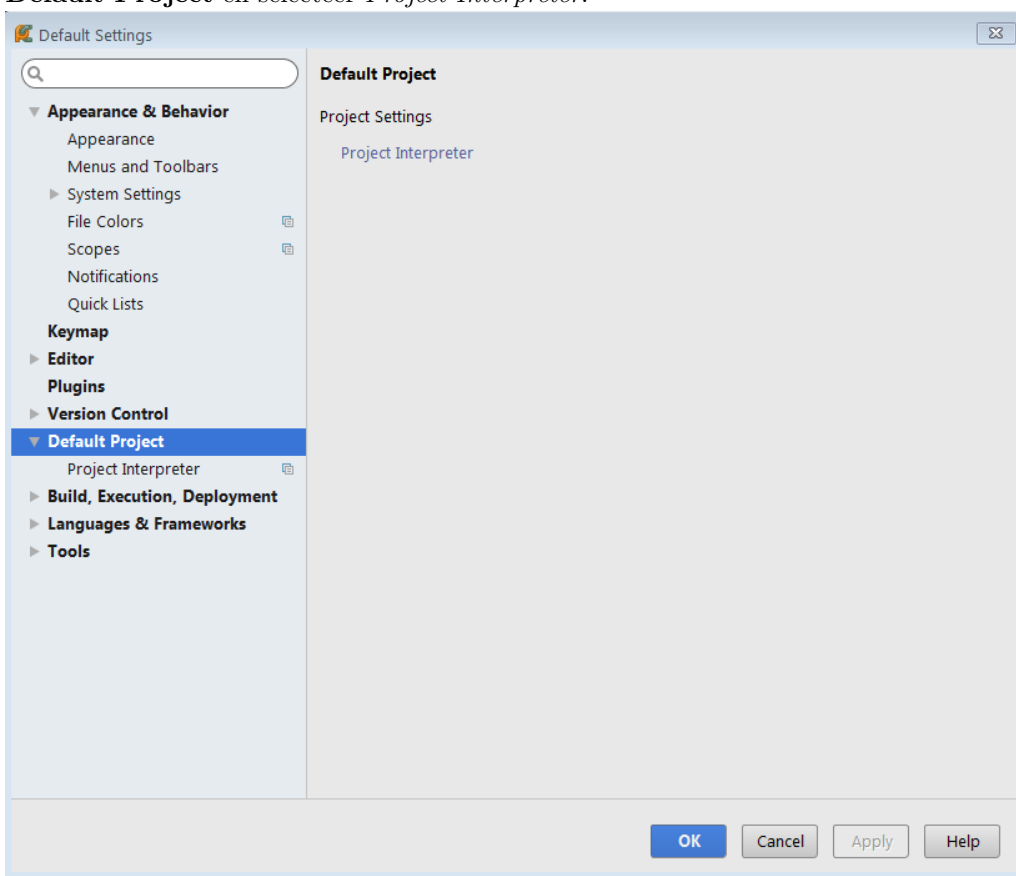 Default Project en selecteer Project Interpreter.
Default Settings
Default Project
Appearance & Behavior
Project Settings
Appearance
Project Interpreter
Menus and Toolbars
System Settings
File Colors
Scopes
Notifications
Quick Lists
Keymap
Editor
Plugins
Version Control
Default Project
Project Interpreter
Build, Execution, Deployment
Languages & Frameworks
Tools
OK
Cancel
Apply
Help